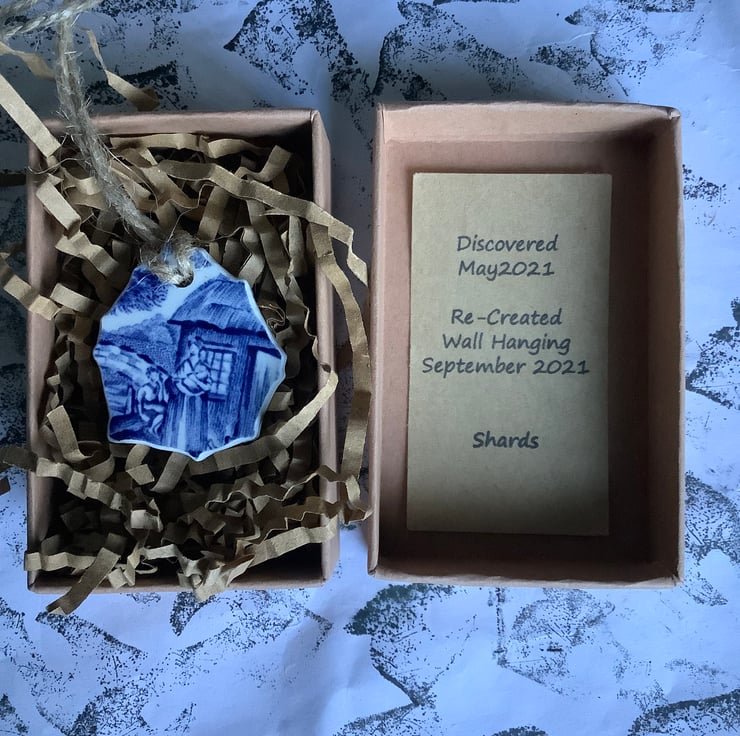 Discovered
May2021
Re-Created
Wall Hanging
September 2021
Shards